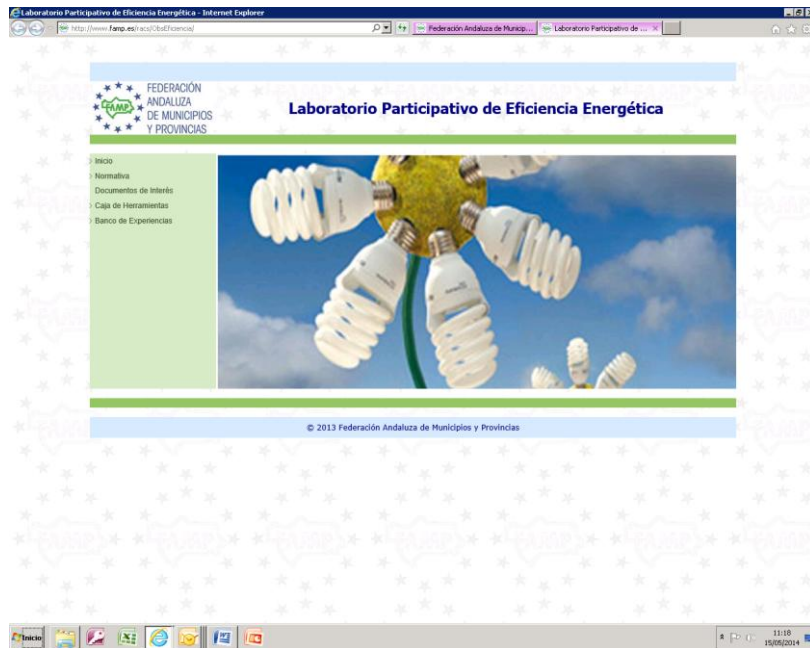 Laboratorio Participativo de Eficiencia Energética - Internet Explorer
http://www.famp.es/racs/ObsEficiencia/
Federación Andaluza de Municip...
Laboratorio Participativo de ...
FEDERACIÓN
ANDALUZA
DE MUNICIPIOS
Y PROVINCIAS
FAMP
Laboratorio Participativo de Eficiencia Energética
Inicio
Normativa
Documentos de Interés
Caja de Herramientas
Banco de Experiencias
© 2013 Federación Andaluza de Municipios y Provincias
Inicio
11:18
15/05/2014